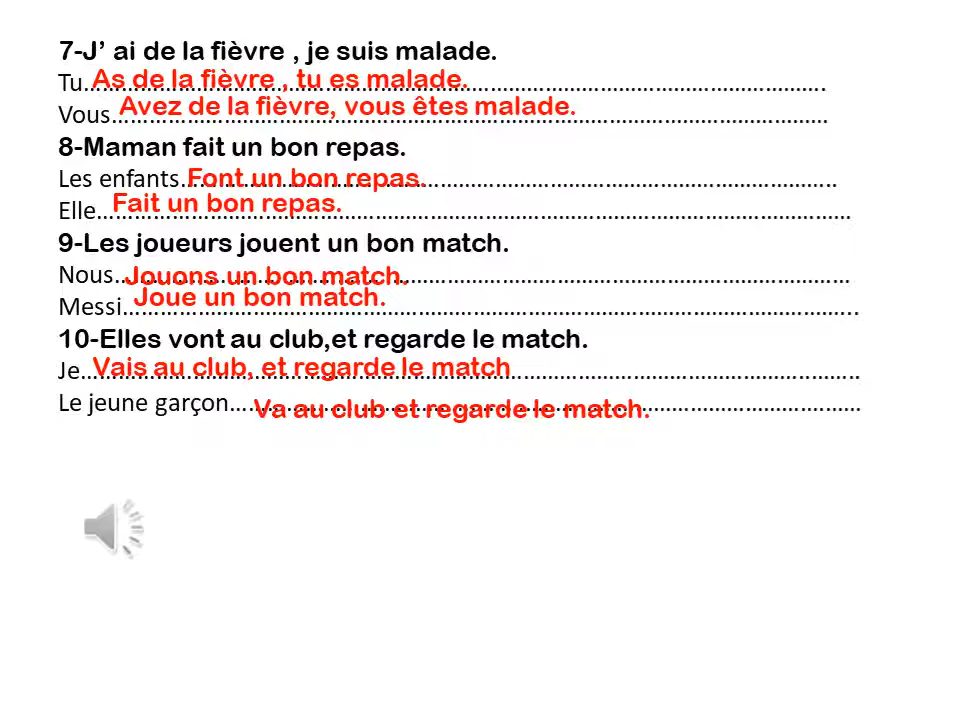 7-J' ai de la fièvre , je suis malade.
Tu……As de la fièvre , tu es malade.……………………………………….
Vous……Avez de la fièvre, vous êtes malade.……………………………
8-Maman fait un bon repas.
Les enfants……Font un bon repas.………………………………………..
Elle……Fait un bon repas.………………………………………………
9-Les joueurs jouent un bon match.
Nous……Jouons un bon match.……………………………………………
Messi……Joue un bon match.……………………………………………...
10-Elles vont au club,et regarde le match.
Je……Vais au club, et regarde le match……………………………………..
Le jeune garçon……Va au club et regarde le match.……………………